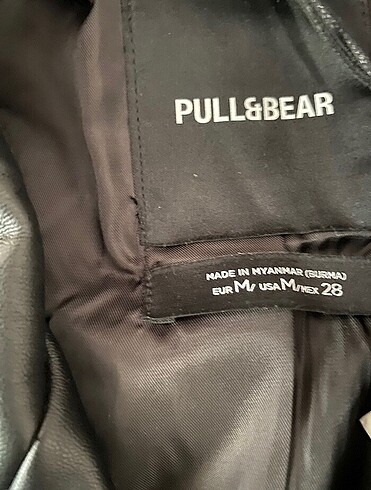 PULL&BEAR
MADE IN MYANMAR (BURMA)
EUR M/ USA M/MEX 28